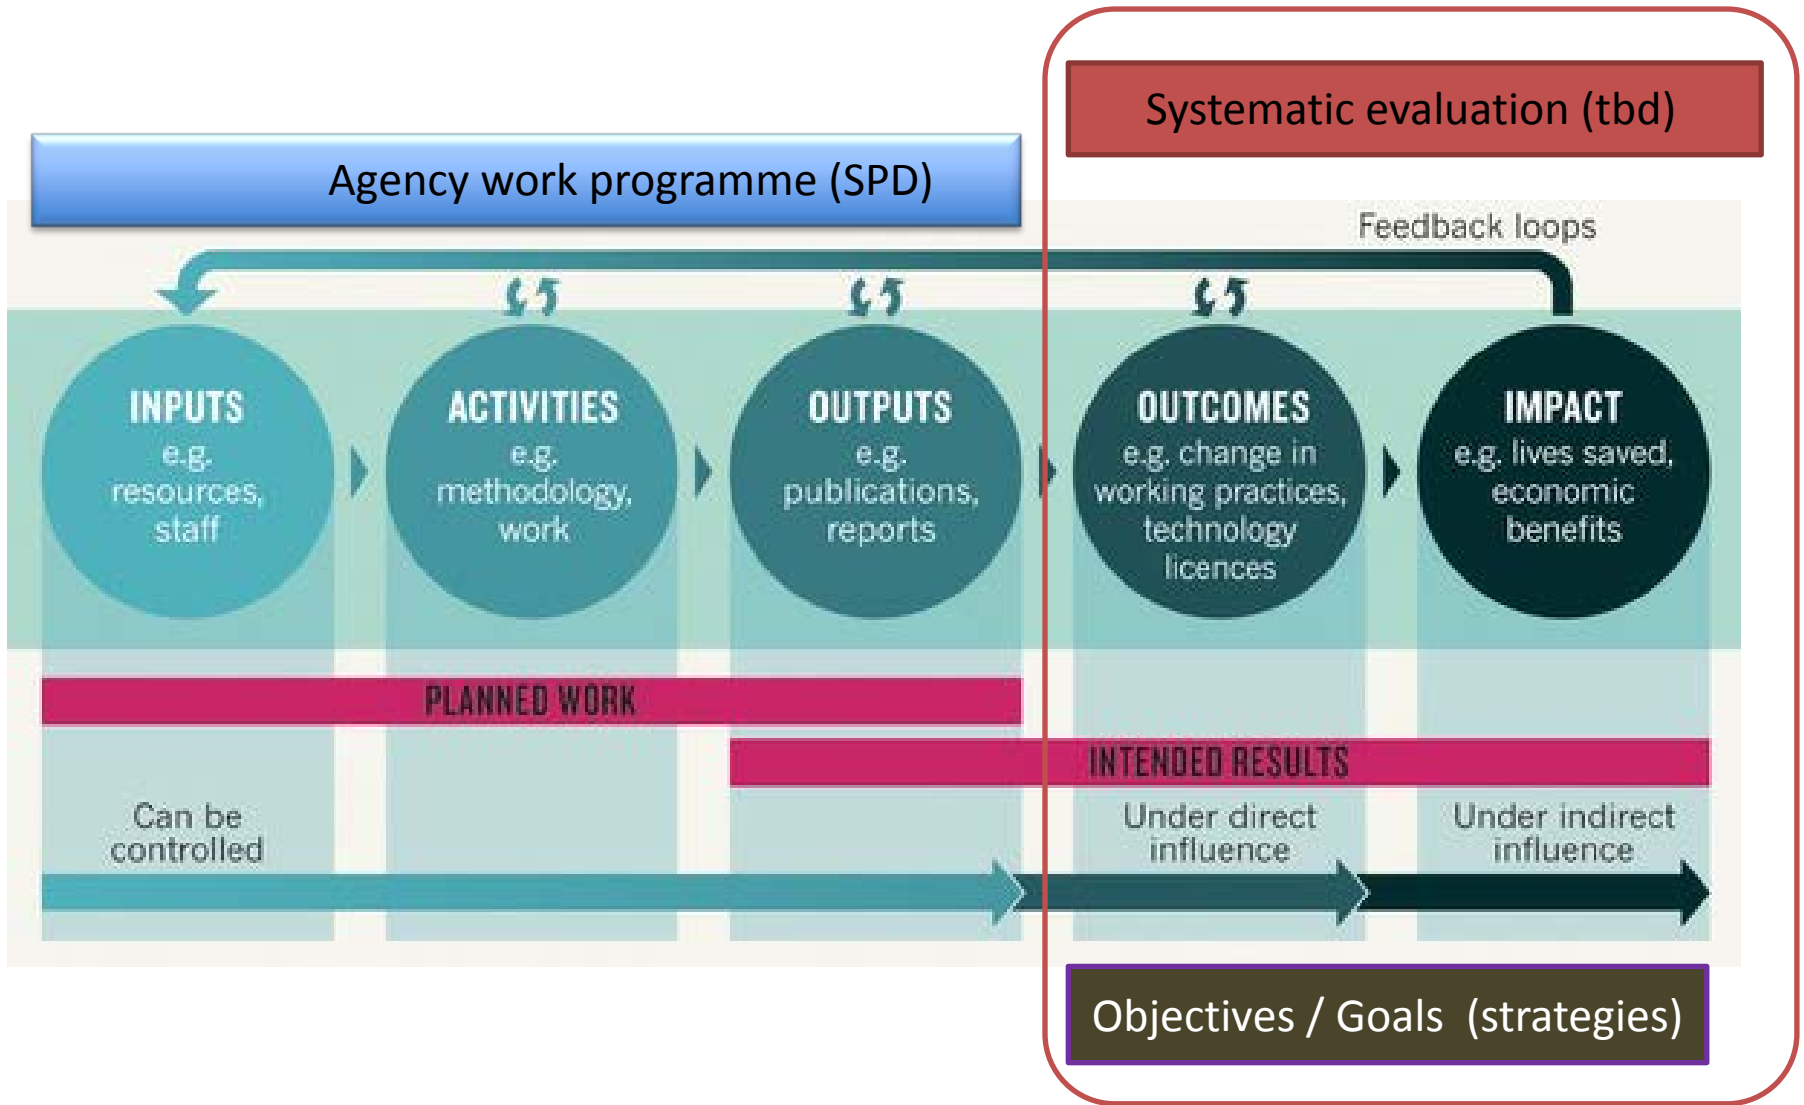 Systematic evaluation (tbd)
Agency work programme (SPD)
Feedback loops
INPUTS
e.g.
resources,
staff
ACTIVITIES
e.g.
methodology,
work
OUTPUTS
e.g.
publications,
reports
OUTCOMES
e.g. change in
working practices,
technology
licences
IMPACT
e.g. lives saved,
economic
benefits
PLANNED WORK
INTENDED RESULTS
Can be
controlled
Under direct
influence
Under indirect
influence
Objectives / Goals (strategies)